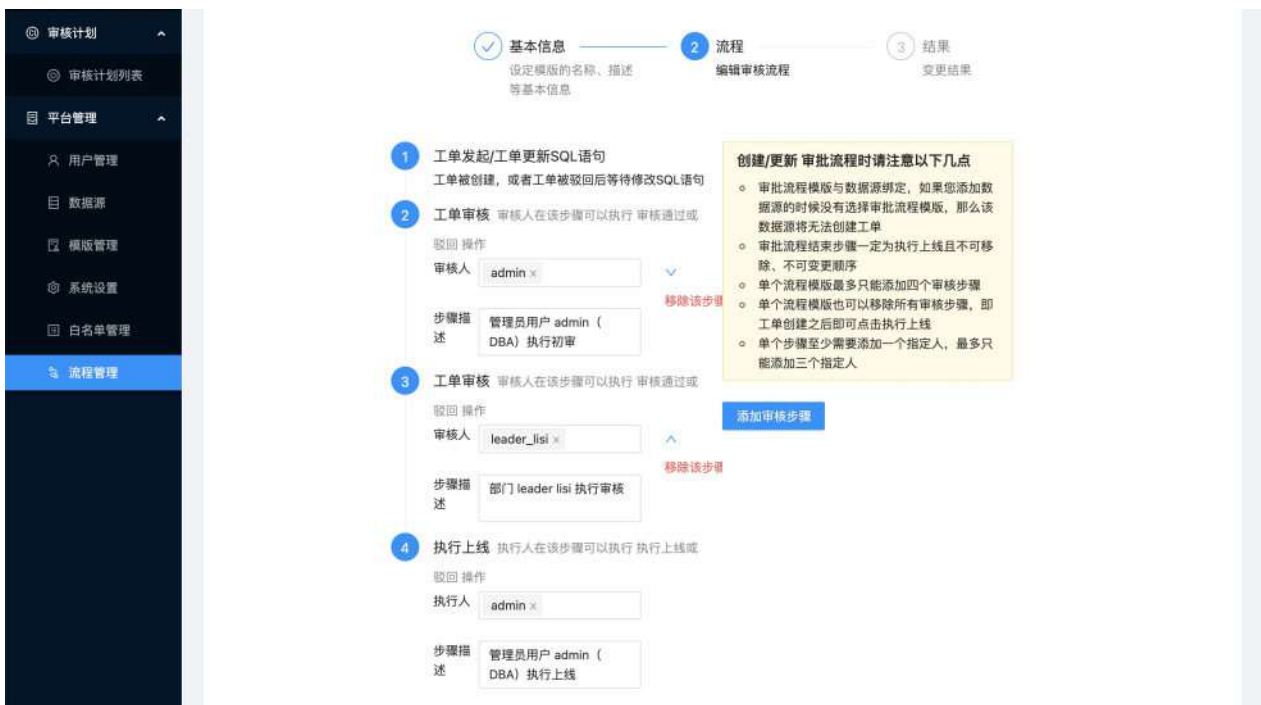 审核计划
审核计划列表
平台管理
用户管理
数据源
模版管理
系统设置
白名单管理
流程管理
基本信息
设定模版的名称、描述
等基本信息
2 流程
编辑审核流程
3 结果
变更结果
1 工单发起/工单更新SQL语句
工单被创建，或者工单被驳回后等待修改SQL语句
2 工单审核 审核人在该步骤可以执行 审核通过或
驳回 操作
审核人 admin ×
移除该步骤
步骤描
述
管理员用户 admin（
DBA）执行初审
3 工单审核 审核人在该步骤可以执行 审核通过或
驳回 操作
审核人 leader_lisi ×
移除该步骤
步骤描
述
部门 leader lisi 执行审核
4 执行上线 执行人在该步骤可以执行 执行上线或
驳回 操作
执行人 admin ×
步骤描
述
管理员用户 admin（
DBA）执行上线
创建/更新 审批流程时请注意以下几点
审批流程模版与数据源绑定，如果您添加数
据源的时候没有选择审批流程模版，那么该
数据源将无法创建工单
审批流程结束步骤一定为执行上线且不可移
除、不可变更顺序
单个流程模版最多只能添加四个审核步骤
单个流程模版也可以移除所有审核步骤，即
工单创建之后即可点击执行上线
单个步骤至少需要添加一个指定人，最多只
能添加三个指定人
添加审核步骤